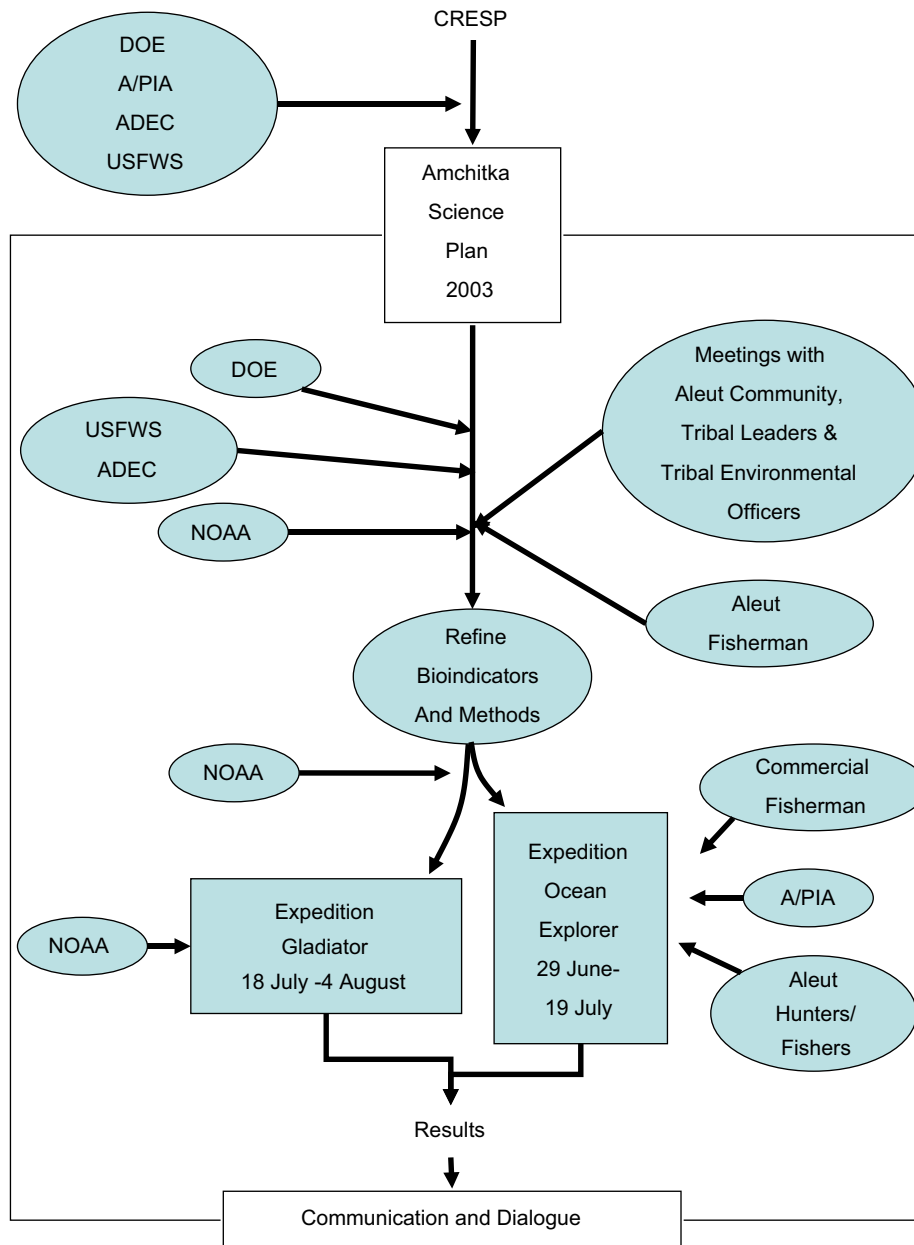 CRESP
DOE
A/PIA
ADEC
USFWS
Amchitka
Science
Plan
2003
DOE
USFWS
ADEC
NOAA
Meetings with
Aleut Community,
Tribal Leaders &
Tribal Environmental
Officers
Aleut
Fisherman
Refine
Bioindicators
And Methods
NOAA
Commercial
Fisherman
Expedition
Ocean
Explorer
29 June-
19 July
A/PIA
Expedition
Gladiator
18 July -4 August
NOAA
Aleut
Hunters/
Fishers
Results
Communication and Dialogue